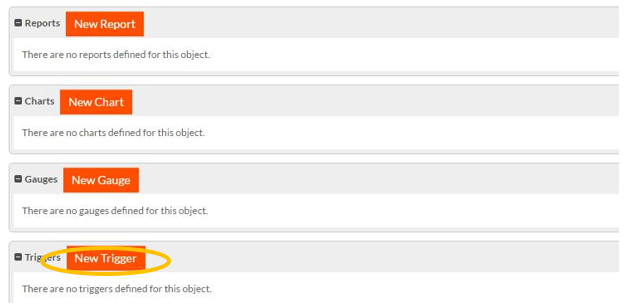 Reports New Report
There are no reports defined for this object.
Charts New Chart
There are no charts defined for this object.
Gauges New Gauge
There are no gauges defined for this object.
Triggers New Trigger
There are no triggers defined for this object.